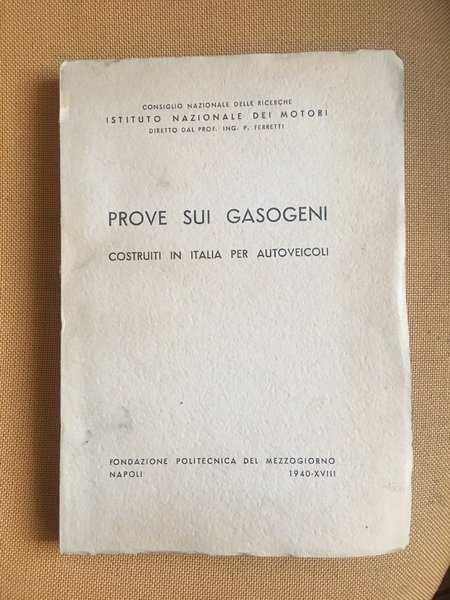 CONSIGLIO NAZIONALE DELLE RICERCHE
ISTITUTO NAZIONALE DEI MOTORI
DIRETTO DAL PROF. ING. P. FERRETTI
PROVE SUI GASOGENI
COSTRUITI IN ITALIA PER AUTOVEICOLI
FONDAZIONE POLITECNICA DEL MEZZOGIORNO
NAPOLI 1940-XVIII